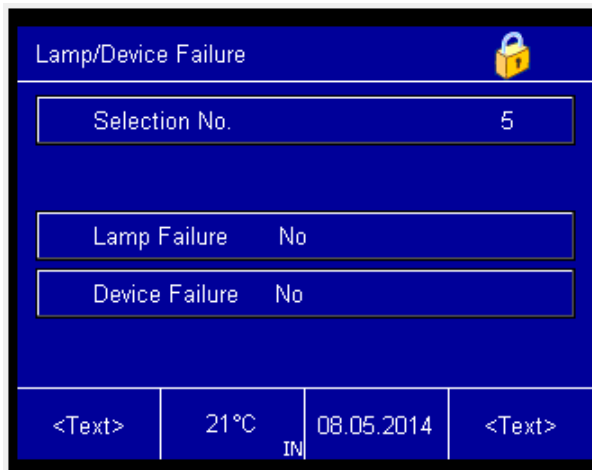 Lamp/Device Failure
Selection No. 5
Lamp Failure No
Device Failure No
<Text> 21°C IN 08.05.2014 <Text>